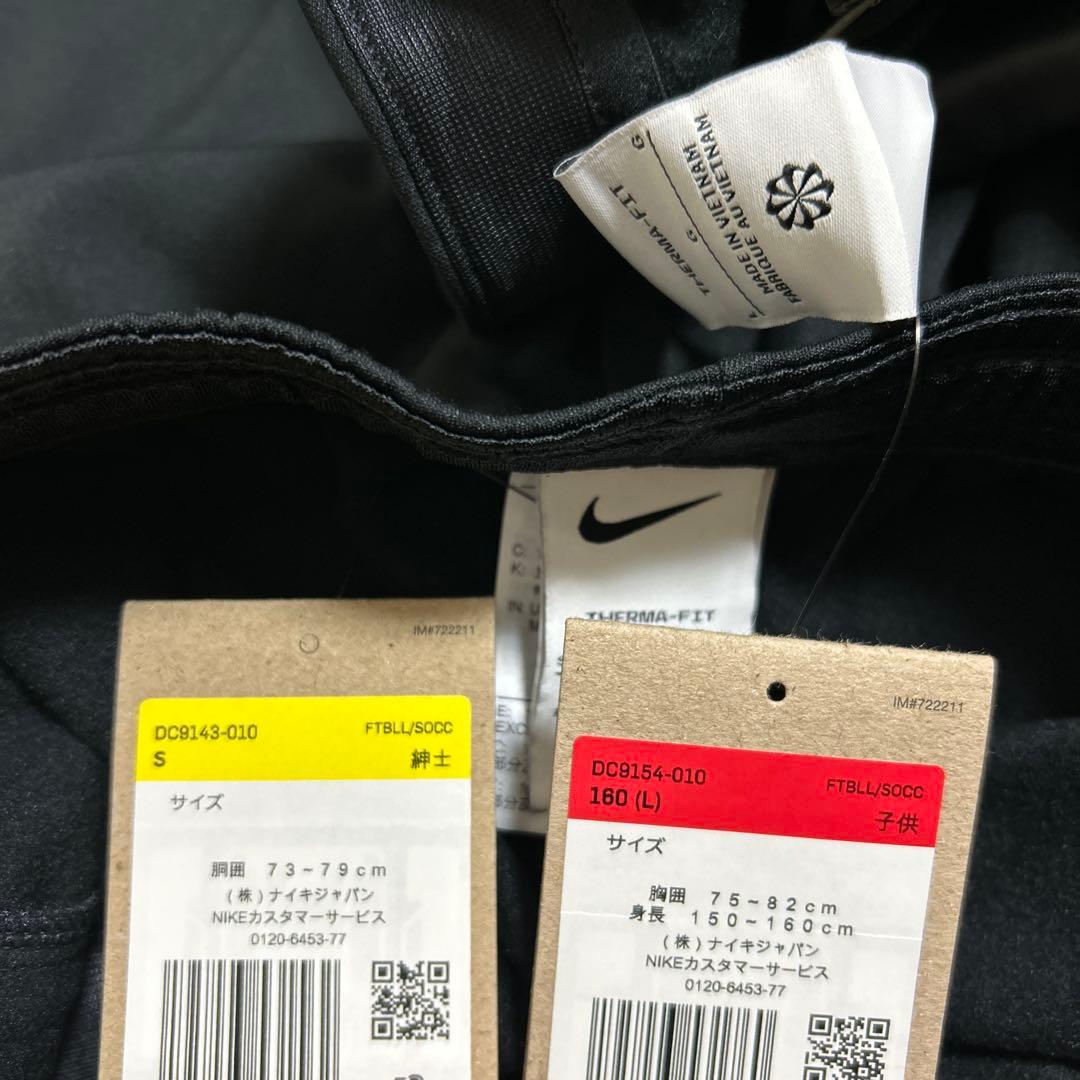 G
THERMA-FIT
G
MADE IN VIETNAM
FABRIQUE AU VIETNAM
THERMA-FIT
L
THERMA-FIT
IM#722211
DC9143-010
FTBLL/SOCC
S
紳士
サイズ
胴囲 73~79cm
(株)ナイキジャパン
NIKEカスタマーサービス
0120-6453-77
IM#722211
DC9154-010
FTBLL/SOCC
160 (L)
子供
サイズ
胸囲 75~82cm
身長 150~160cm
(株)ナイキジャパン
NIKEカスタマーサービス
0120-6453-77